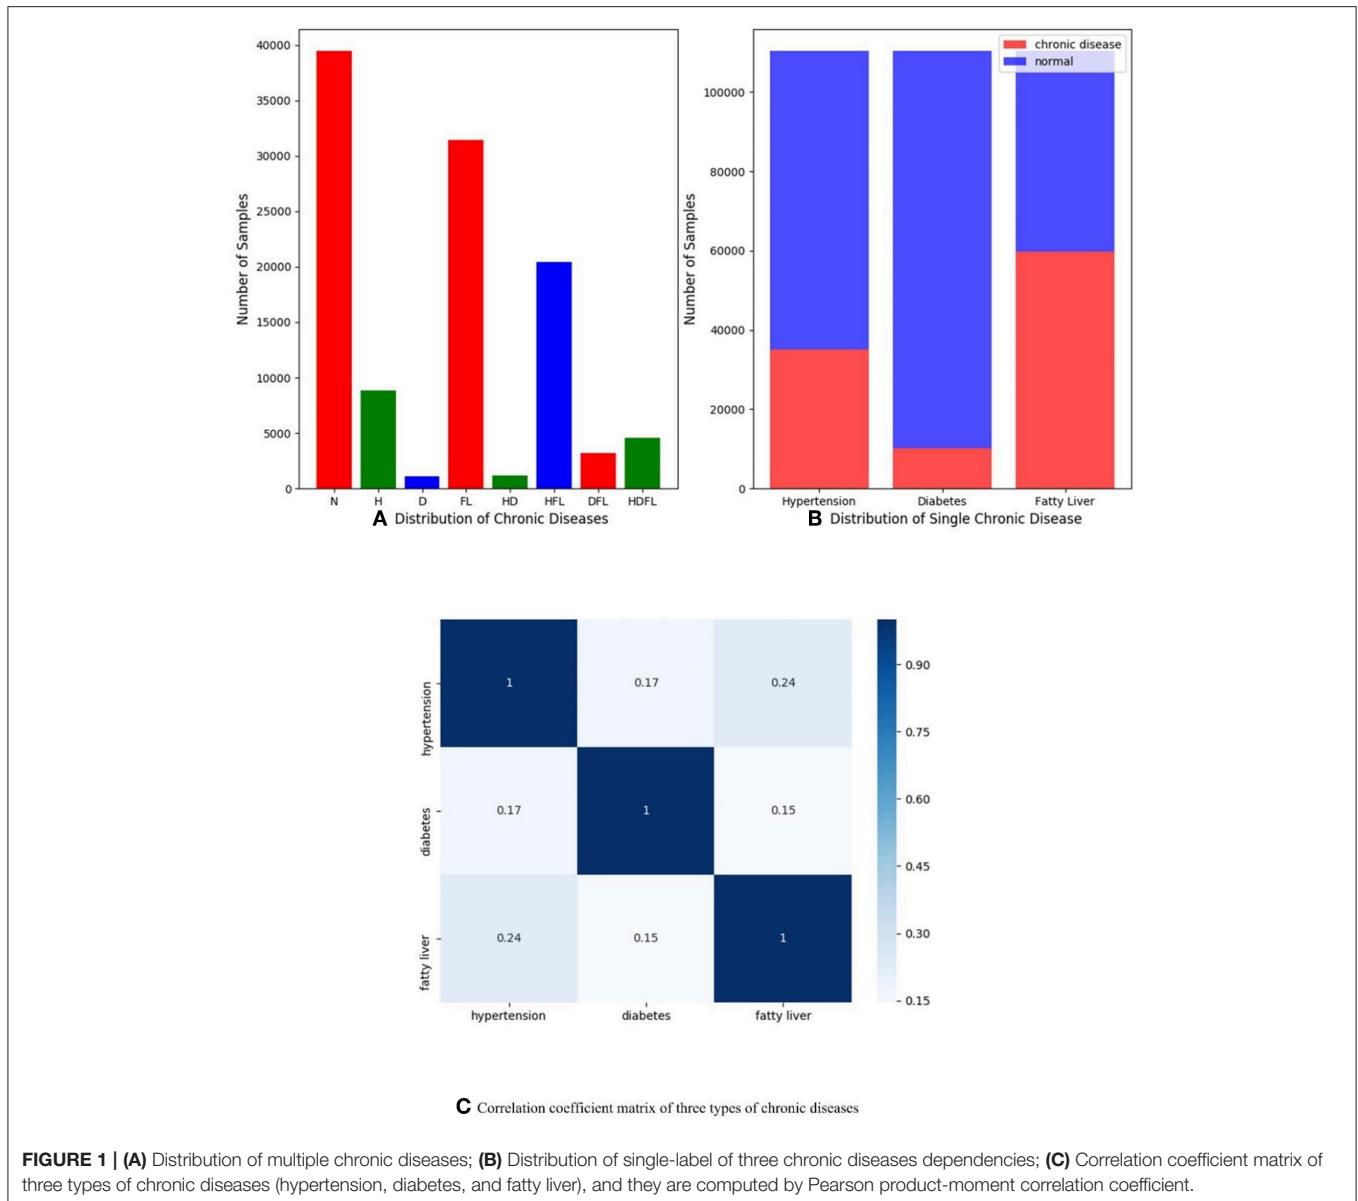 40000
35000
30000
25000
20000
15000
10000
5000
0
Number of Samples
N H D FL HD HFL DFL HDFL
A Distribution of Chronic Diseases
chronic disease
normal
100000
80000
60000
40000
20000
0
Number of Samples
Hypertension Diabetes Fatty Liver
B Distribution of Single Chronic Disease
hypertension
1 0.17 0.24
diabetes
0.17 1 0.15
fatty liver
0.24 0.15 1
hypertension diabetes fatty liver
0.90
0.75
0.60
0.45
0.30
0.15
C Correlation coefficient matrix of three types of chronic diseases
FIGURE 1 | (A) Distribution of multiple chronic diseases; (B) Distribution of single-label of three chronic diseases dependencies; (C) Correlation coefficient matrix of
three types of chronic diseases (hypertension, diabetes, and fatty liver), and they are computed by Pearson product-moment correlation coefficient.